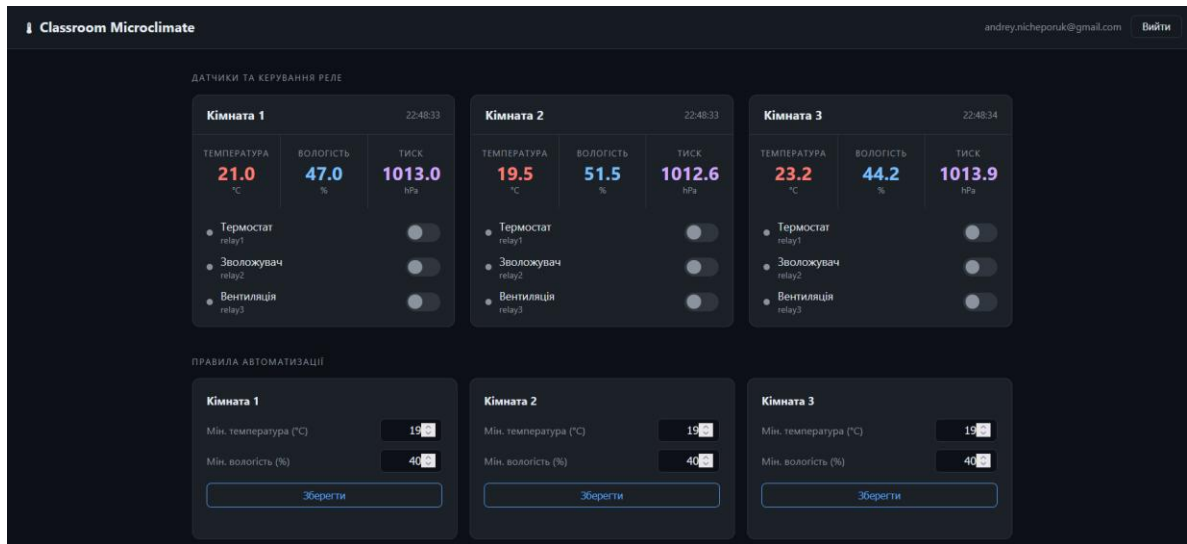 Classroom Microclimate
andrey.nicheporuk@gmail.com Вийти
ДАТЧИКИ ТА КЕРУВАННЯ РЕЛЕ
Кімната 1 22:48:33
ТЕМПЕРАТУРА ВОЛОГІСТЬ ТИСК
21.0 47.0 1013.0
°C % hPa
Термостат
relay1
Зволожувач
relay2
Вентиляція
relay3
Кімната 2 22:48:33
ТЕМПЕРАТУРА ВОЛОГІСТЬ ТИСК
19.5 51.5 1012.6
°C % hPa
Термостат
relay1
Зволожувач
relay2
Вентиляція
relay3
Кімната 3 22:48:34
ТЕМПЕРАТУРА ВОЛОГІСТЬ ТИСК
23.2 44.2 1013.9
°C % hPa
Термостат
relay1
Зволожувач
relay2
Вентиляція
relay3
ПРАВИЛА АВТОМАТИЗАЦІЇ
Кімната 1
Мін. температура (°C) 19
Мін. вологість (%) 40
Зберегти
Кімната 2
Мін. температура (°C) 19
Мін. вологість (%) 40
Зберегти
Кімната 3
Мін. температура (°C) 19
Мін. вологість (%) 40
Зберегти